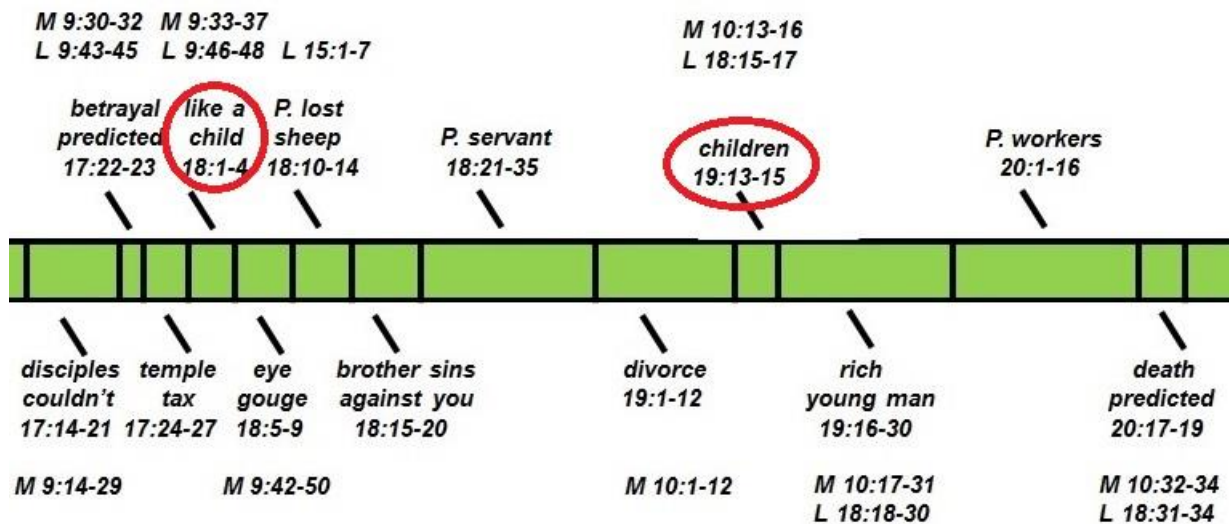 M 9:30-32 M 9:33-37
L 9:43-45 L 9:46-48 L 15:1-7
M 10:13-16
L 18:15-17
betrayal
predicted
17:22-23
like a
child
18:1-4
P. lost
sheep
18:10-14
P. servant
18:21-35
children
19:13-15
P. workers
20:1-16
disciples
couldn't
17:14-21
temple
tax
17:24-27
eye
gouge
18:5-9
brother sins
against you
18:15-20
divorce
19:1-12
rich
young man
19:16-30
death
predicted
20:17-19
M 9:14-29
M 9:42-50
M 10:1-12
M 10:17-31
L 18:18-30
M 10:32-34
L 18:31-34